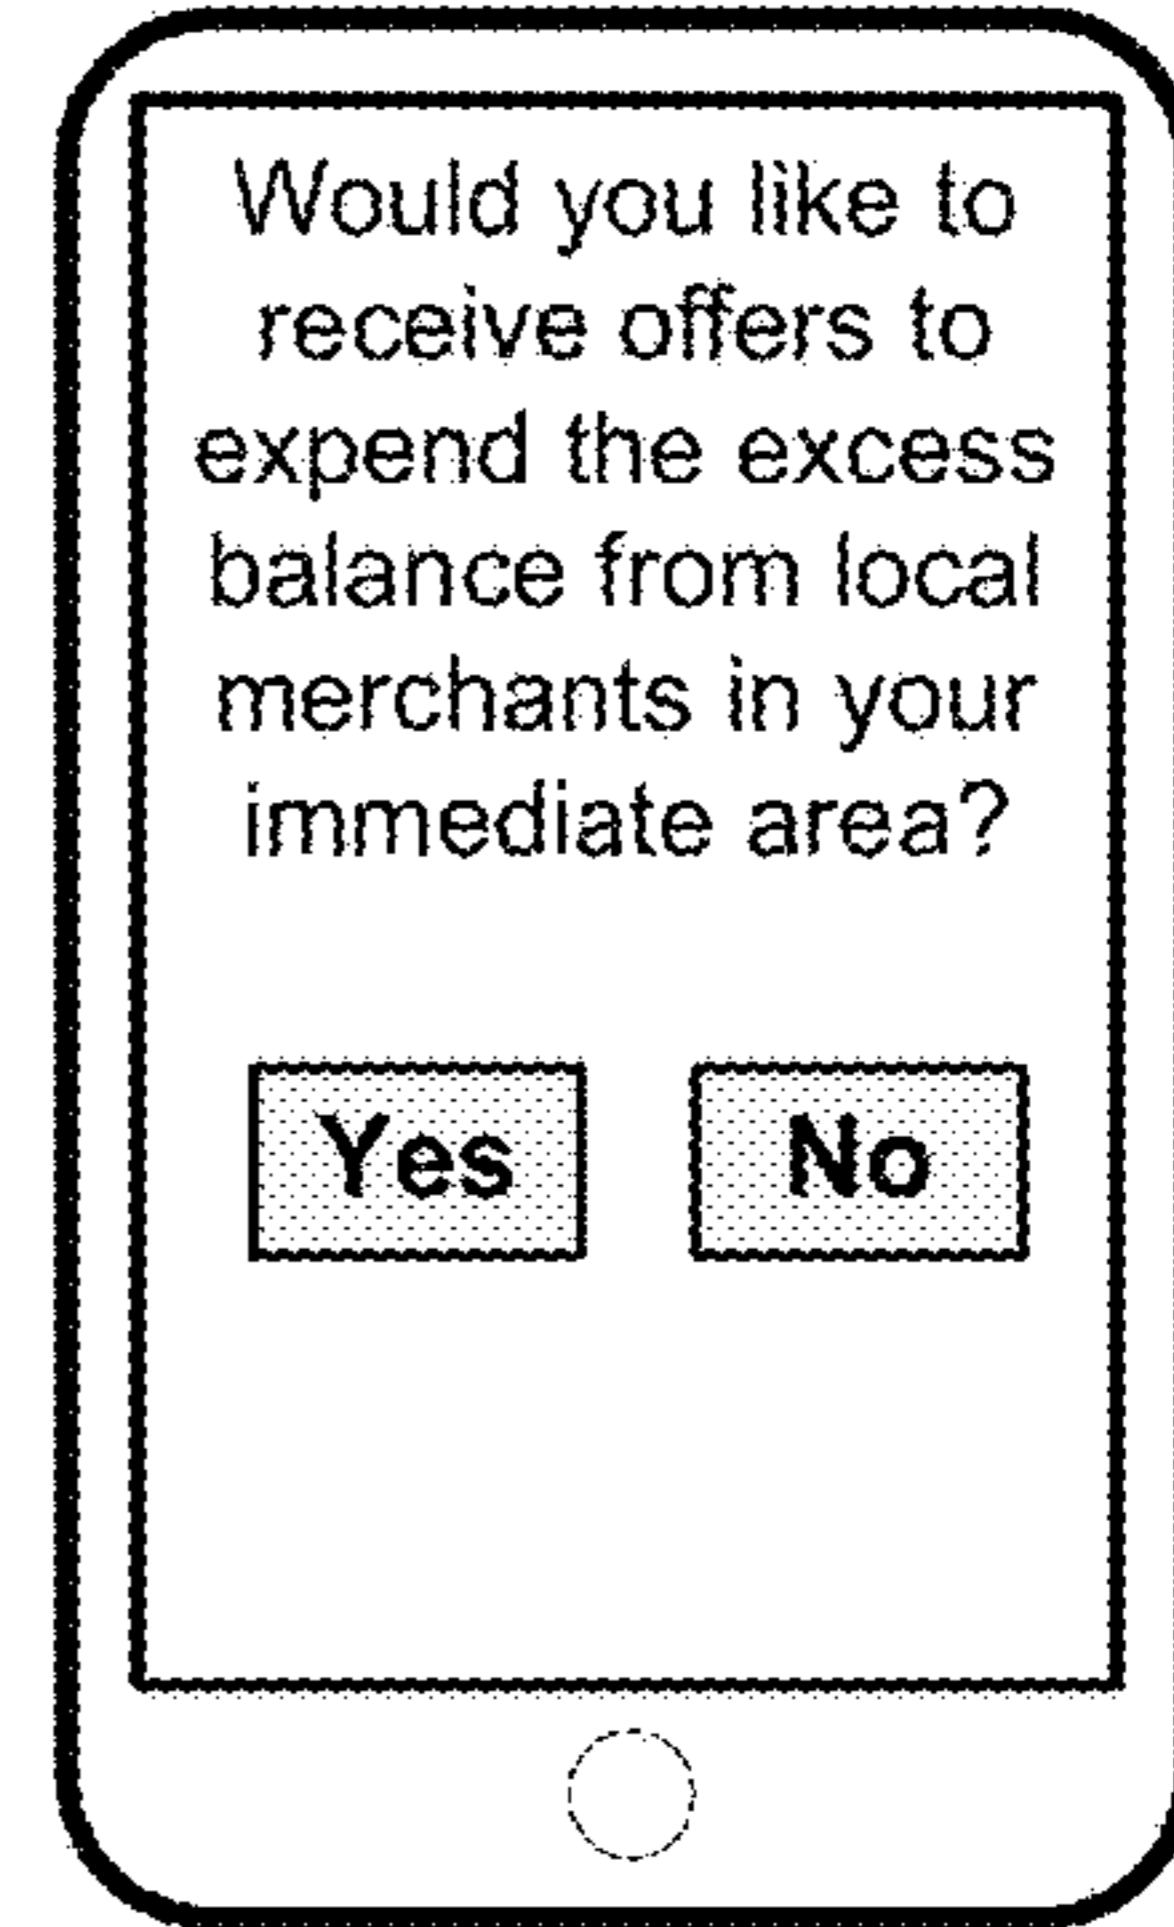 Would you like to
receive offers to
expend the excess
balance from local
merchants in your
immediate area?
Yes No